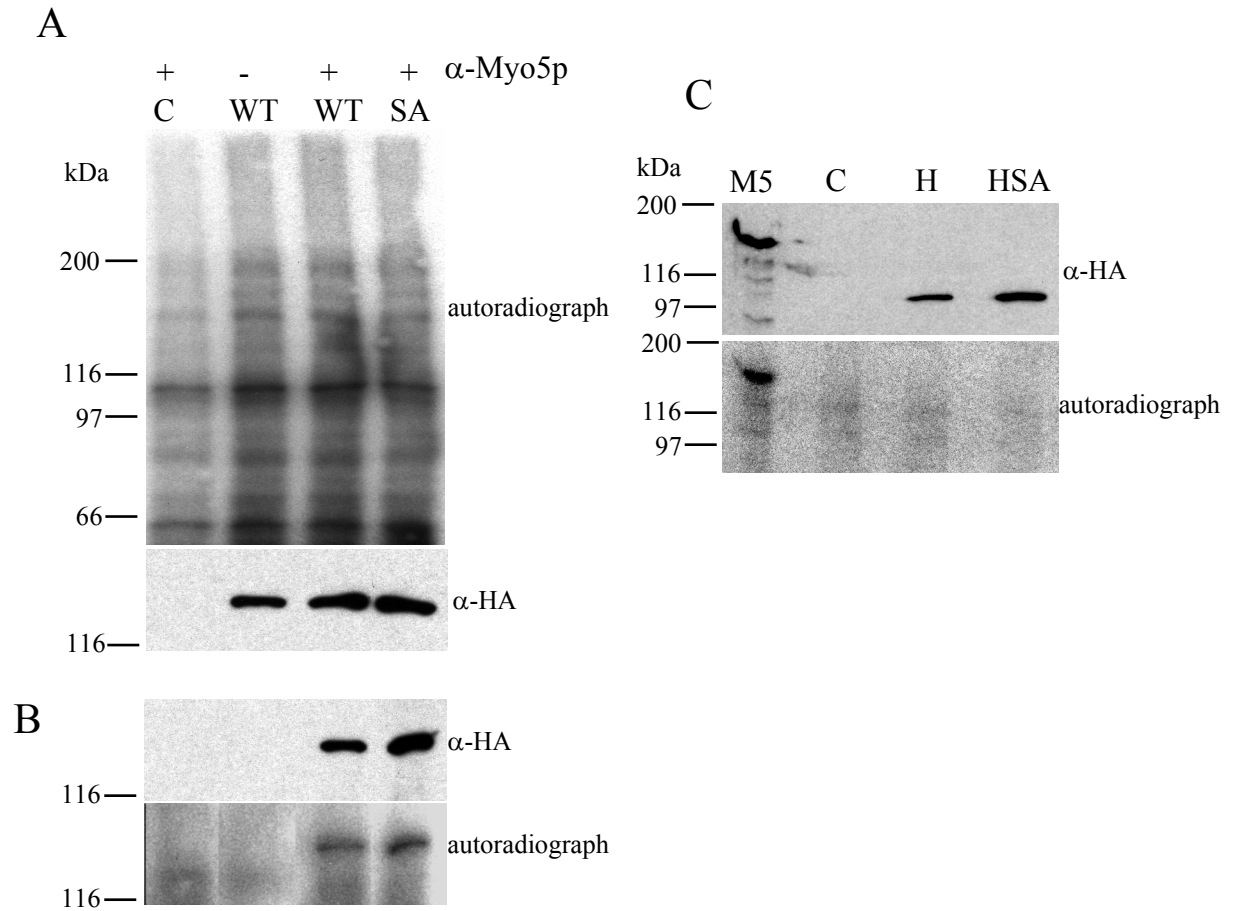 A
+ - + + α-Myo5p
C WT WT SA
kDa
200
autoradiograph
116
97
66
α-HA
116
B
α-HA
116
autoradiograph
116
C
kDa
M5 C H HSA
200
116
α-HA
97
200
116
autoradiograph
97